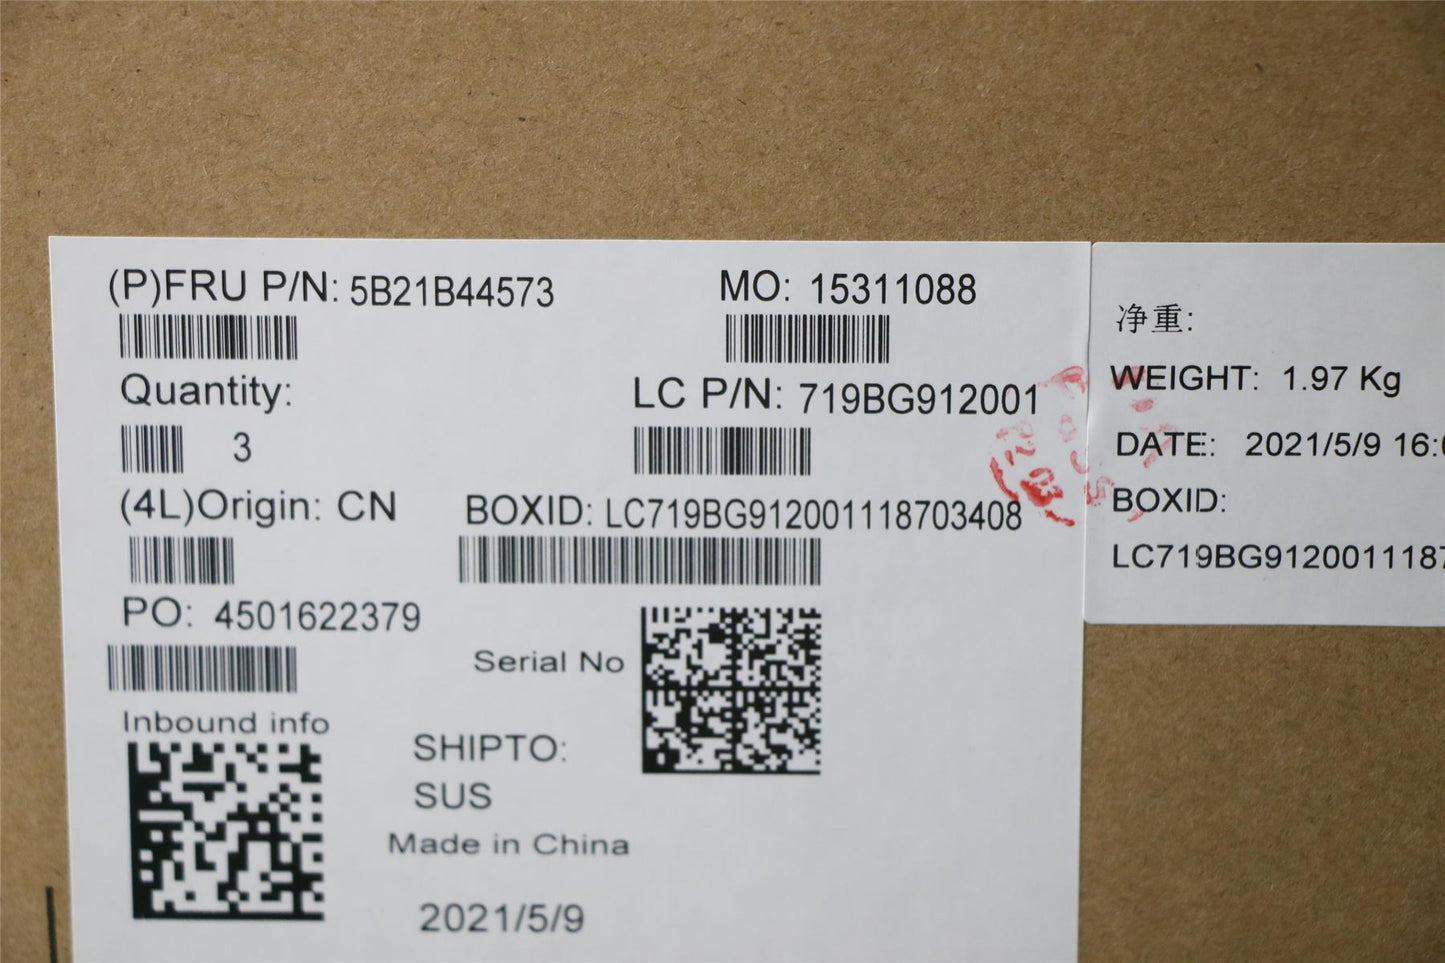 (P)FRU P/N: 5B21B44573
MO: 15311088
Quantity:
3
LC P/N: 719BG912001
(4L)Origin: CN
BOXID: LC719BG912001118703408
PO: 4501622379
Serial No
Inbound info
SHIPTO:
SUS
Made in China
2021/5/9
净重:
WEIGHT: 1.97 Kg
DATE: 2021/5/9 16:
BOXID:
LC719BG912001118